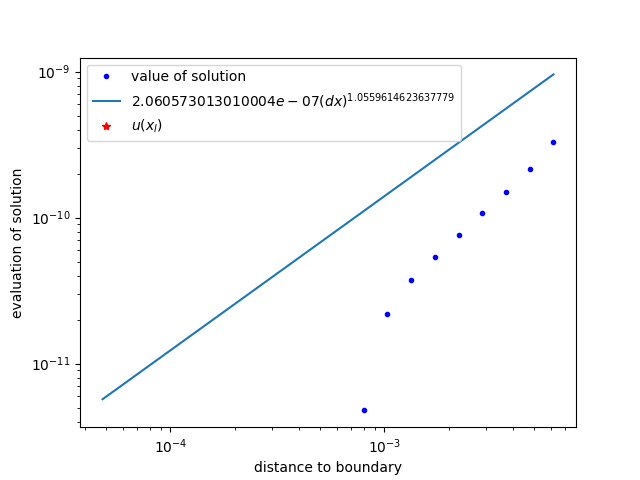 10⁻⁹
10⁻¹⁰
10⁻¹¹
evaluation of solution
value of solution
2.060573013010004e − 07(dx)^1.0559614623637779
u(x_l)
10⁻⁴ 10⁻³
distance to boundary